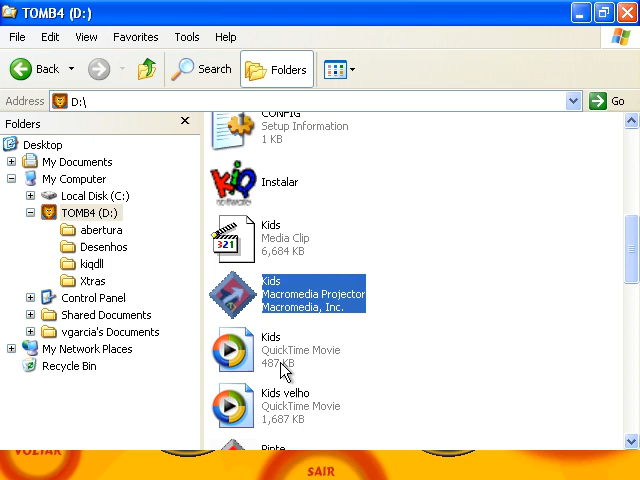 TOMB4 (D:)
File Edit View Favorites Tools Help
Back Search Folders
Address D:\ Go
Folders
Desktop
My Documents
My Computer
Local Disk (C:)
TOMB4 (D:)
abertura
Desenhos
kiqdll
Xtras
Control Panel
Shared Documents
vgarcia's Documents
My Network Places
Recycle Bin
CONFIG
Setup Information
1 KB
KiQ
Instalar
321
Kids
Media Clip
6,684 KB
Kids
Macromedia Projector
Macromedia, Inc.
Kids
QuickTime Movie
487 KB
Kids velho
QuickTime Movie
1,687 KB
Pinte
VOLTAR
SAIR